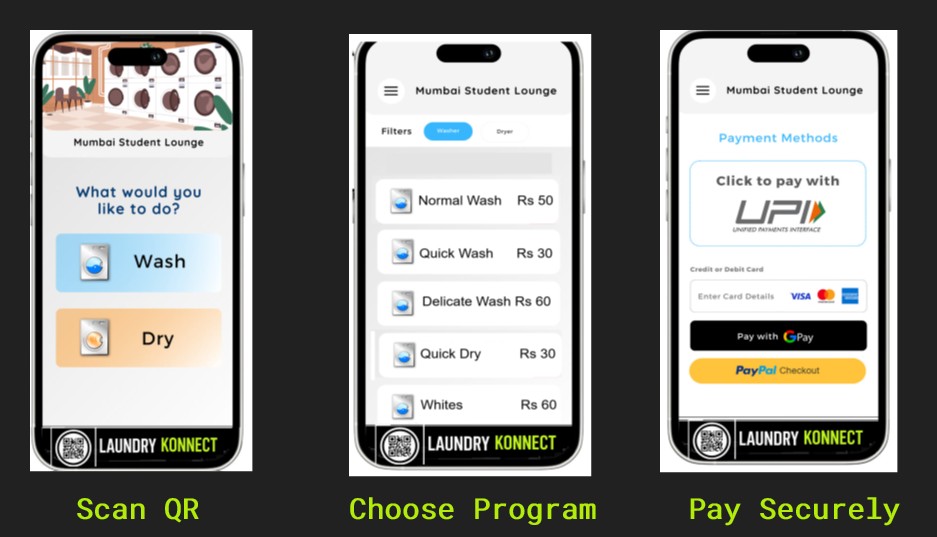 Mumbai Student Lounge
What would you
like to do?
Wash
Dry
LAUNDRY KONNECT
Scan QR
Mumbai Student Lounge
Filters Washer Dryer
Normal Wash Rs 50
Quick Wash Rs 30
Delicate Wash Rs 60
Quick Dry Rs 30
Whites Rs 60
LAUNDRY KONNECT
Choose Program
Mumbai Student Lounge
Payment Methods
Click to pay with
UPI
UNIFIED PAYMENTS INTERFACE
Credit or Debit Card
Enter Card Details VISA
Pay with G Pay
PayPal Checkout
LAUNDRY KONNECT
Pay Securely